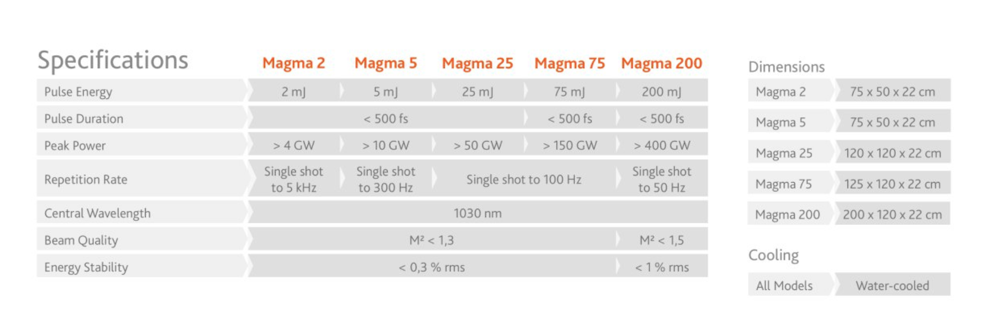 Specifications Magma 2 Magma 5 Magma 25 Magma 75 Magma 200
Pulse Energy 2 mJ 5 mJ 25 mJ 75 mJ 200 mJ
Pulse Duration < 500 fs < 500 fs < 500 fs
Peak Power > 4 GW > 10 GW > 50 GW > 150 GW > 400 GW
Repetition Rate Single shot to 5 kHz Single shot to 300 Hz Single shot to 100 Hz Single shot to 50 Hz
Central Wavelength 1030 nm
Beam Quality M² < 1,3 M² < 1,5
Energy Stability < 0,3 % rms < 1 % rms
Dimensions
Magma 2 75 x 50 x 22 cm
Magma 5 75 x 50 x 22 cm
Magma 25 120 x 120 x 22 cm
Magma 75 125 x 120 x 22 cm
Magma 200 200 x 120 x 22 cm
Cooling
All Models Water-cooled